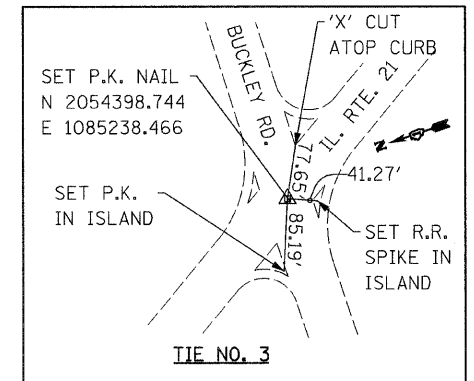 'X' CUT
ATOP CURB
BUCKLEY RD.
IL. RTE. 21
SET P.K. NAIL
N 2054398.744
E 1085238.466
N
77.65'
41.27'
SET P.K.
IN ISLAND
85.19'
SET R.R.
SPIKE IN
ISLAND
TIE NO. 3